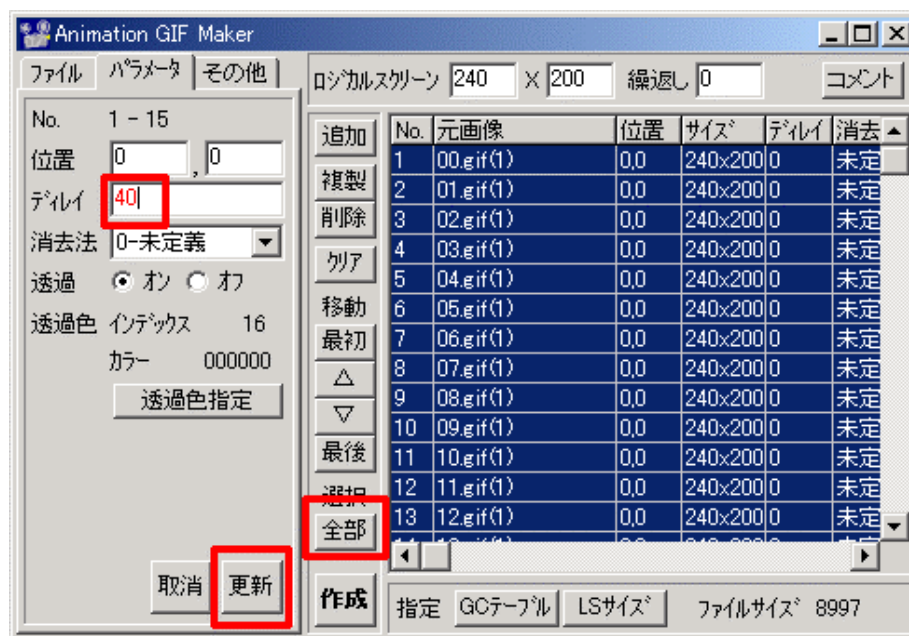 Animation GIF Maker
ファイル パラメータ その他
No. 1 - 15
位置 0 , 0
ディレイ 40
消去法 0-未定義
透過 オン オフ
透過色 インデックス 16
カラー 000000
透過色指定
取消 更新
ロジカルスクリーン 240 X 200 繰返し 0 コメント
追加
複製
削除
クリア
移動
最初
△
▽
最後
選択
全部
作成
No. 元画像 位置 サイズ ディレイ 消去
1 00.gif(1) 0,0 240x200 0 未定
2 01.gif(1) 0,0 240x200 0 未定
3 02.gif(1) 0,0 240x200 0 未定
4 03.gif(1) 0,0 240x200 0 未定
5 04.gif(1) 0,0 240x200 0 未定
6 05.gif(1) 0,0 240x200 0 未定
7 06.gif(1) 0,0 240x200 0 未定
8 07.gif(1) 0,0 240x200 0 未定
9 08.gif(1) 0,0 240x200 0 未定
10 09.gif(1) 0,0 240x200 0 未定
11 10.gif(1) 0,0 240x200 0 未定
12 11.gif(1) 0,0 240x200 0 未定
13 12.gif(1) 0,0 240x200 0 未定
指定 GCテーブル LSサイズ ファイルサイズ 8997